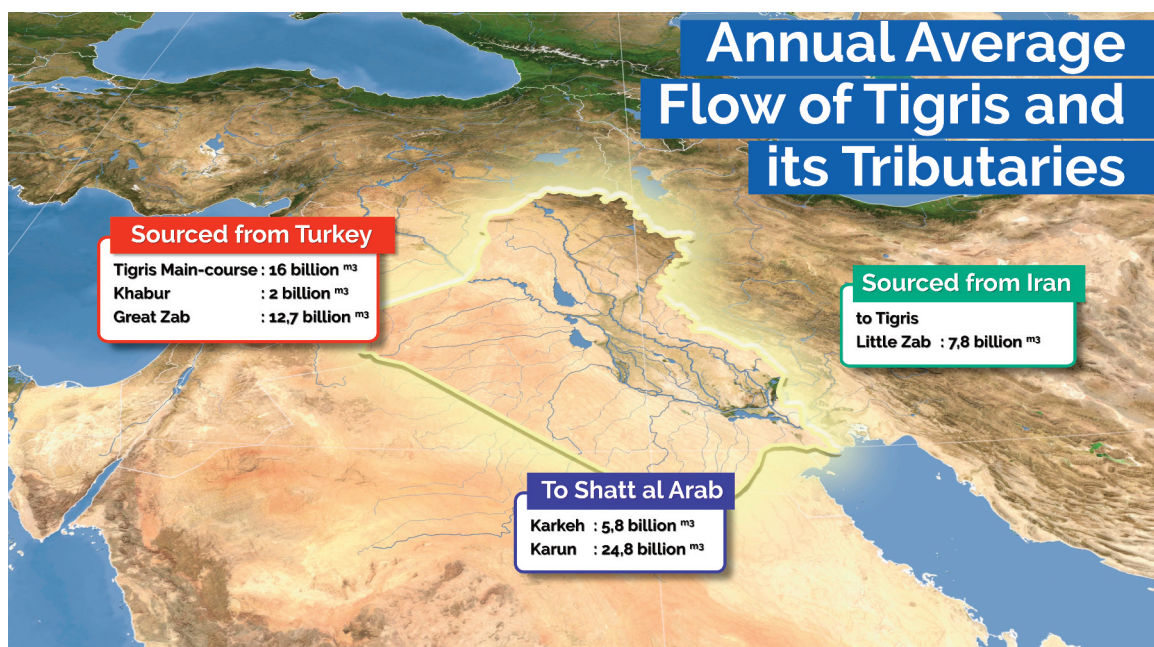 Annual Average
Flow of Tigris and
its Tributaries
Sourced from Turkey
Tigris Main-course : 16 billion m3
Khabur : 2 billion m3
Great Zab : 12,7 billion m3
Sourced from Iran
to Tigris
Little Zab : 7,8 billion m3
To Shatt al Arab
Karkeh : 5,8 billion m3
Karun : 24,8 billion m3